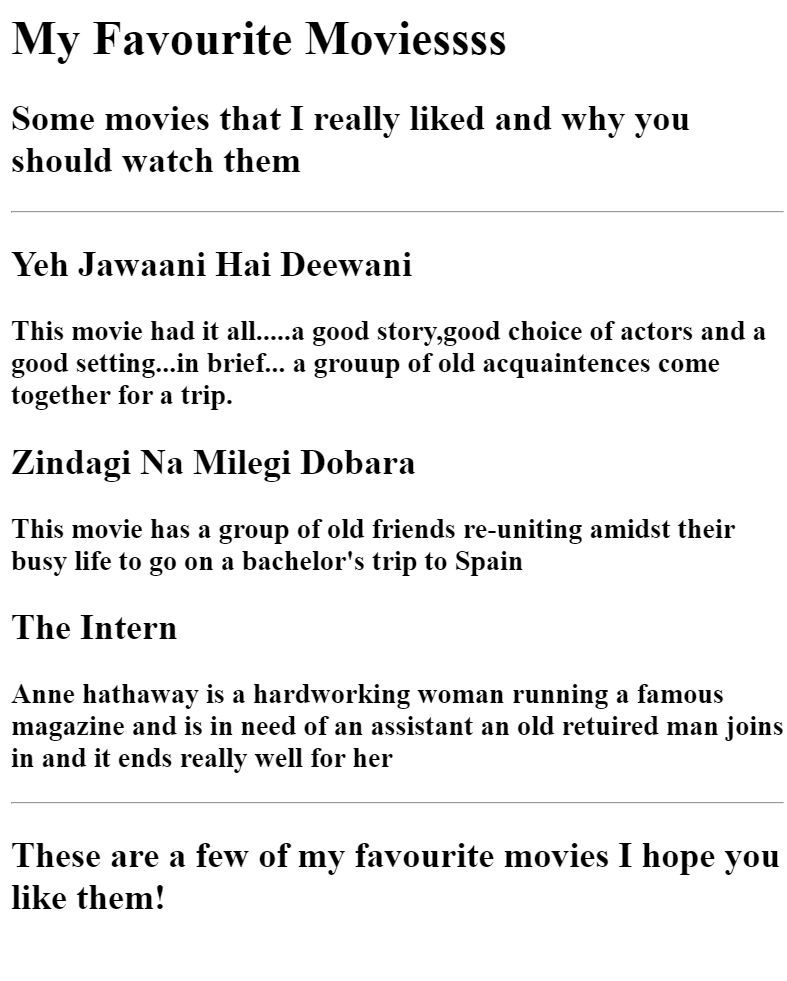 My Favourite Moviessss
Some movies that I really liked and why you
should watch them
Yeh Jawaani Hai Deewani
This movie had it all.....a good story,good choice of actors and a
good setting...in brief... a grouup of old acquaintences come
together for a trip.
Zindagi Na Milegi Dobara
This movie has a group of old friends re-uniting amidst their
busy life to go on a bachelor's trip to Spain
The Intern
Anne hathaway is a hardworking woman running a famous
magazine and is in need of an assistant an old retuired man joins
in and it ends really well for her
These are a few of my favourite movies I hope you
like them!